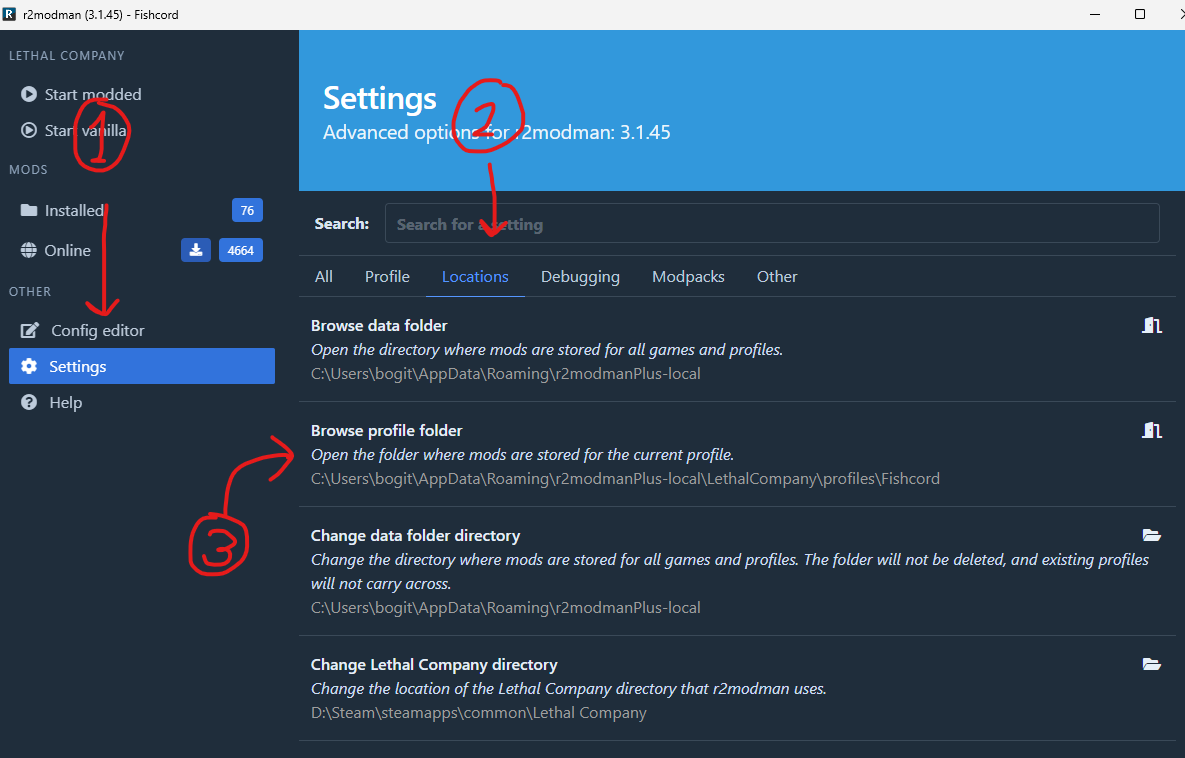 r2modman (3.1.45) - Fishcord
LETHAL COMPANY
Start modded
Start vanilla
MODS
Installed 76
Online 4664
OTHER
Config editor
Settings
Help
1
2
3
Settings
Advanced options for r2modman: 3.1.45
Search: Search for a setting
All Profile Locations Debugging Modpacks Other
Browse data folder
Open the directory where mods are stored for all games and profiles.
C:\Users\bogit\AppData\Roaming\r2modmanPlus-local
Browse profile folder
Open the folder where mods are stored for the current profile.
C:\Users\bogit\AppData\Roaming\r2modmanPlus-local\LethalCompany\profiles\Fishcord
Change data folder directory
Change the directory where mods are stored for all games and profiles. The folder will not be deleted, and existing profiles
will not carry across.
C:\Users\bogit\AppData\Roaming\r2modmanPlus-local
Change Lethal Company directory
Change the location of the Lethal Company directory that r2modman uses.
D:\Steam\steamapps\common\Lethal Company